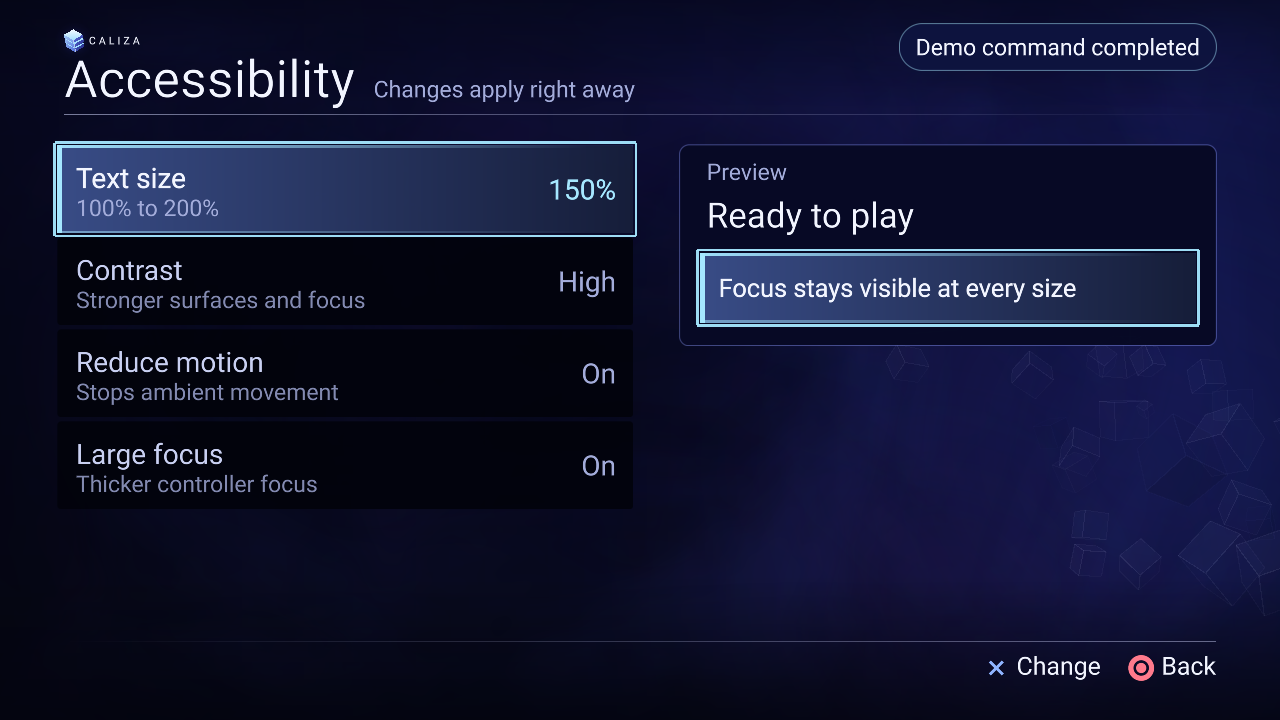 CALIZA
Accessibility
Changes apply right away
Demo command completed
Text size
100% to 200%
150%
Contrast
Stronger surfaces and focus
High
Reduce motion
Stops ambient movement
On
Large focus
Thicker controller focus
On
Preview
Ready to play
Focus stays visible at every size
Change
Back